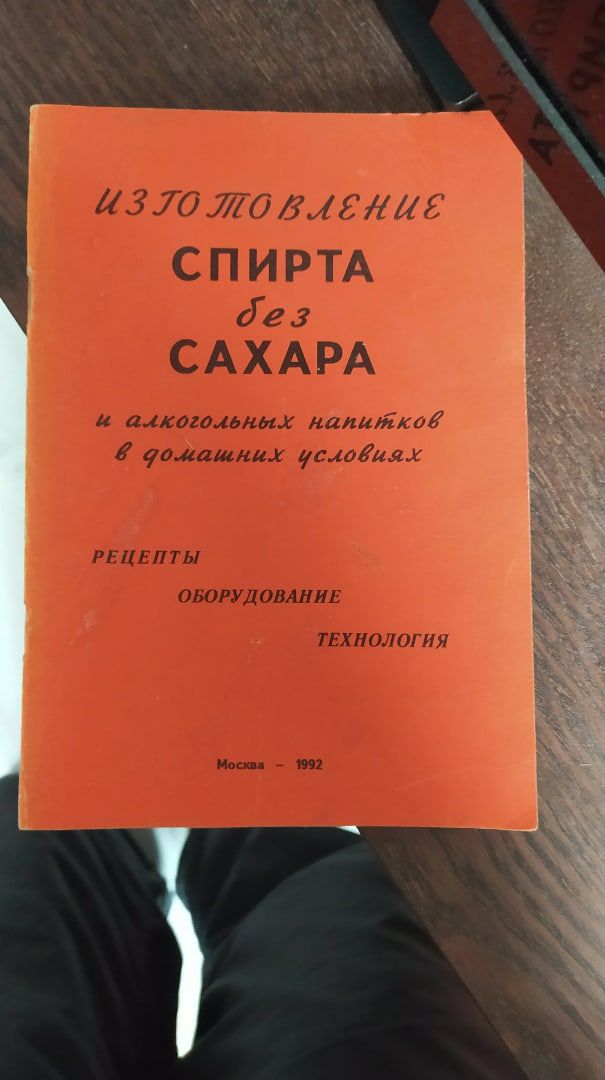 ИЗГОТОВЛЕНИЕ
СПИРТА
без
САХАРА
и алкогольных напитков
в домашних условиях
РЕЦЕПТЫ
ОБОРУДОВАНИЕ
ТЕХНОЛОГИЯ
Москва – 1992